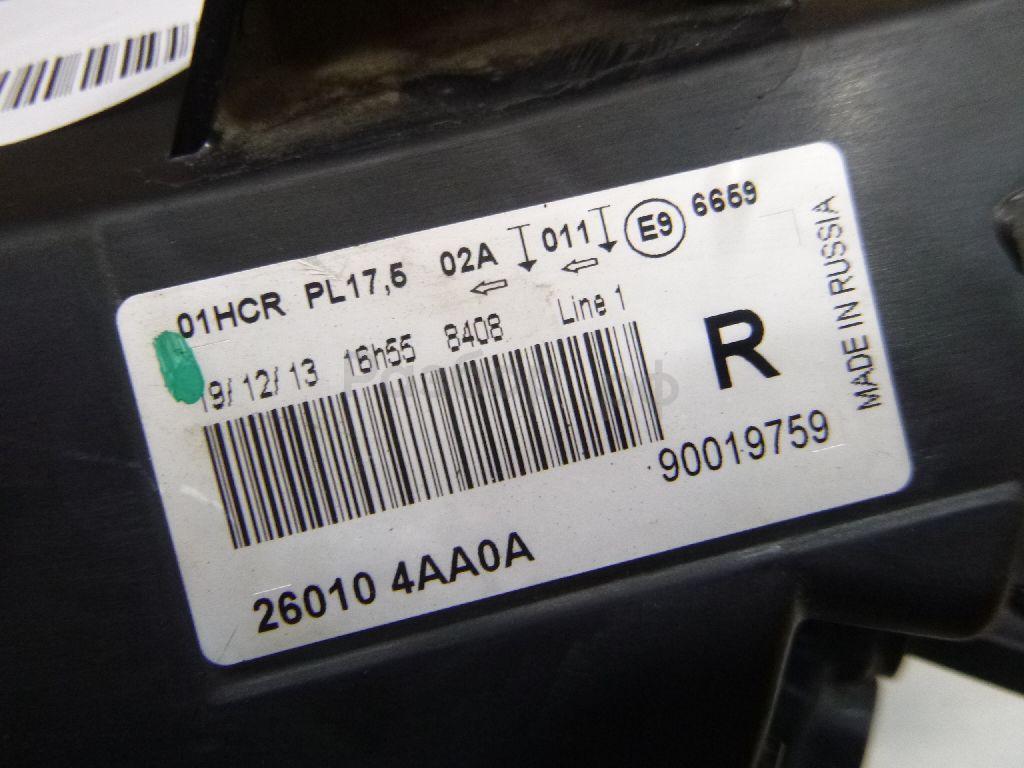 01HCR PL17,5 02A 011 E9 6659
19/12/13 16h55 8408 Line 1
R
MADE IN RUSSIA
90019759
26010 4AA0A